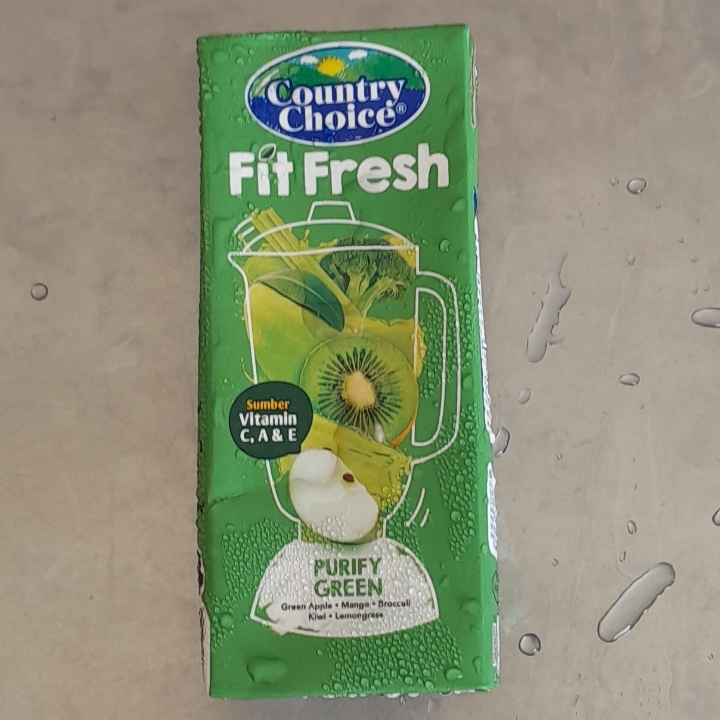 Country
Choice®
Fit Fresh
Sumber
Vitamin
C, A & E
PURIFY
GREEN
Green Apple • Mango • Broccoli
Kiwi • Lemongrass